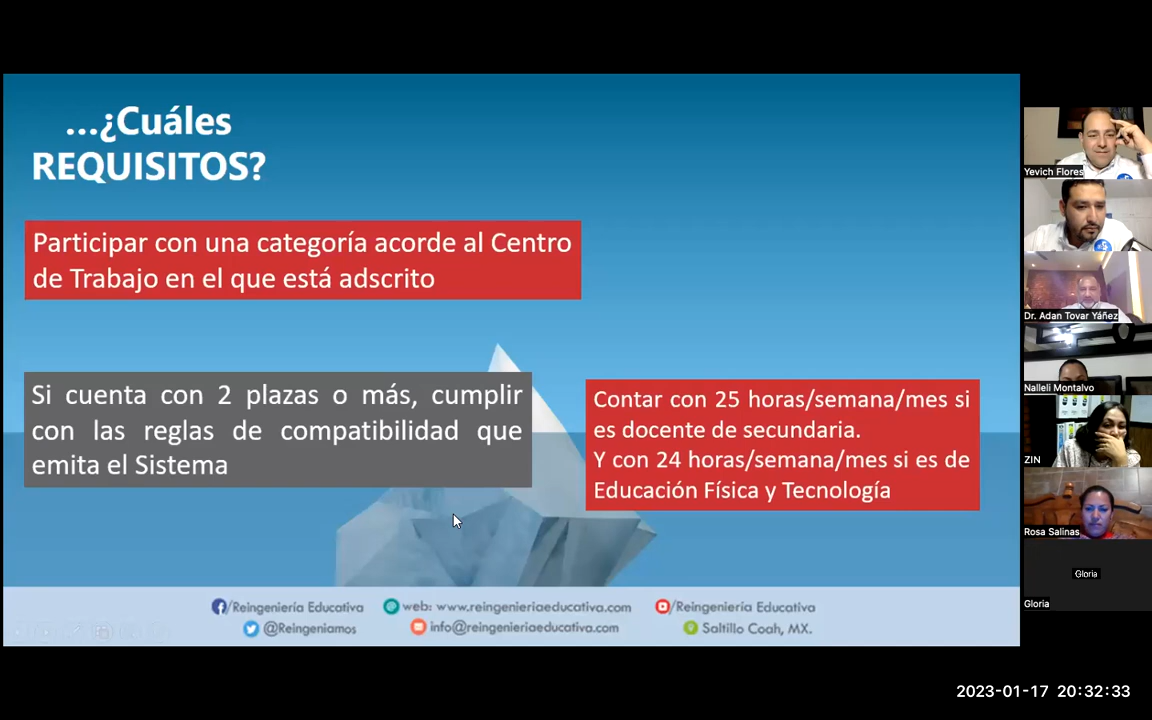 ...¿Cuáles
REQUISITOS?
Participar con una categoría acorde al Centro
de Trabajo en el que está adscrito
Si cuenta con 2 plazas o más, cumplir
con las reglas de compatibilidad que
emita el Sistema
Contar con 25 horas/semana/mes si
es docente de secundaria.
Y con 24 horas/semana/mes si es de
Educación Física y Tecnología
/Reingeniería Educativa
web: www.reingenieriaeducativa.com
/Reingeniería Educativa
@Reingeniamos
info@reingenieriaeducativa.com
Saltillo Coah, MX.
Yevich Flores
Dr. Adan Tovar Yáñez
Nalleli Montalvo
ZIN
Rosa Salinas
Gloria
Gloria
2023-01-17 20:32:33